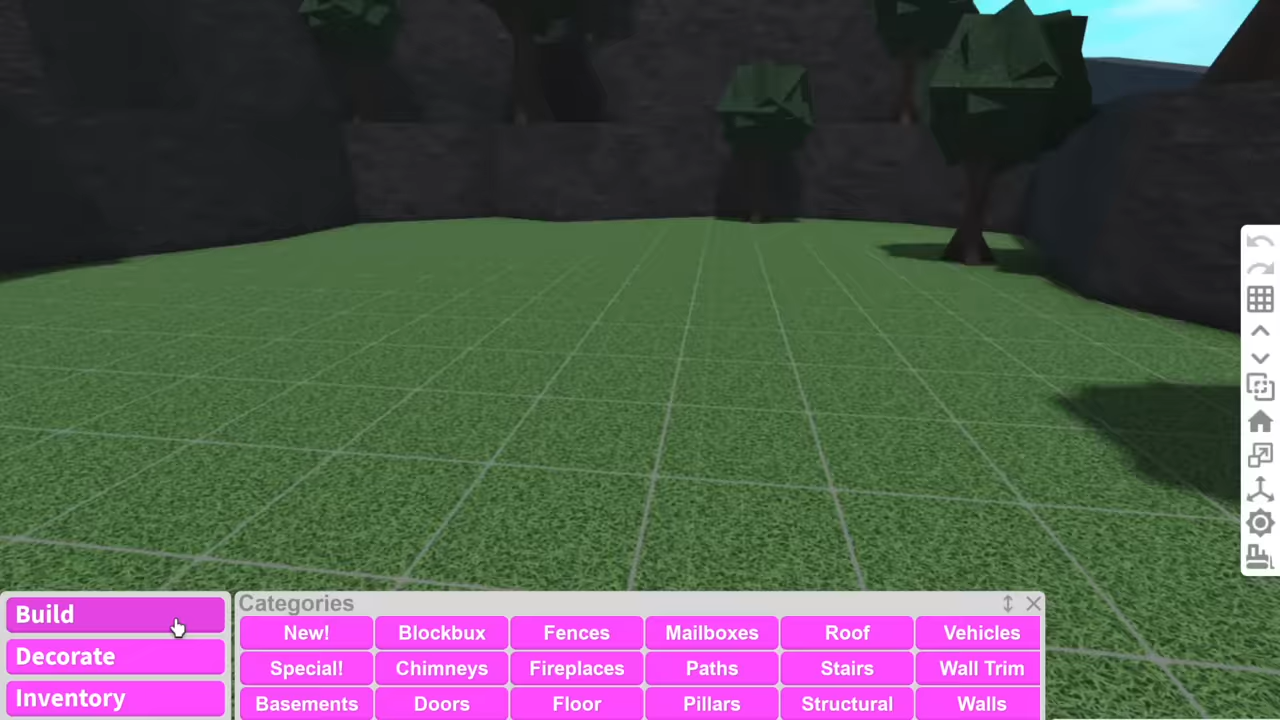 Build
Decorate
Inventory
Categories
New! Blockbux Fences Mailboxes Roof Vehicles
Special! Chimneys Fireplaces Paths Stairs Wall Trim
Basements Doors Floor Pillars Structural Walls